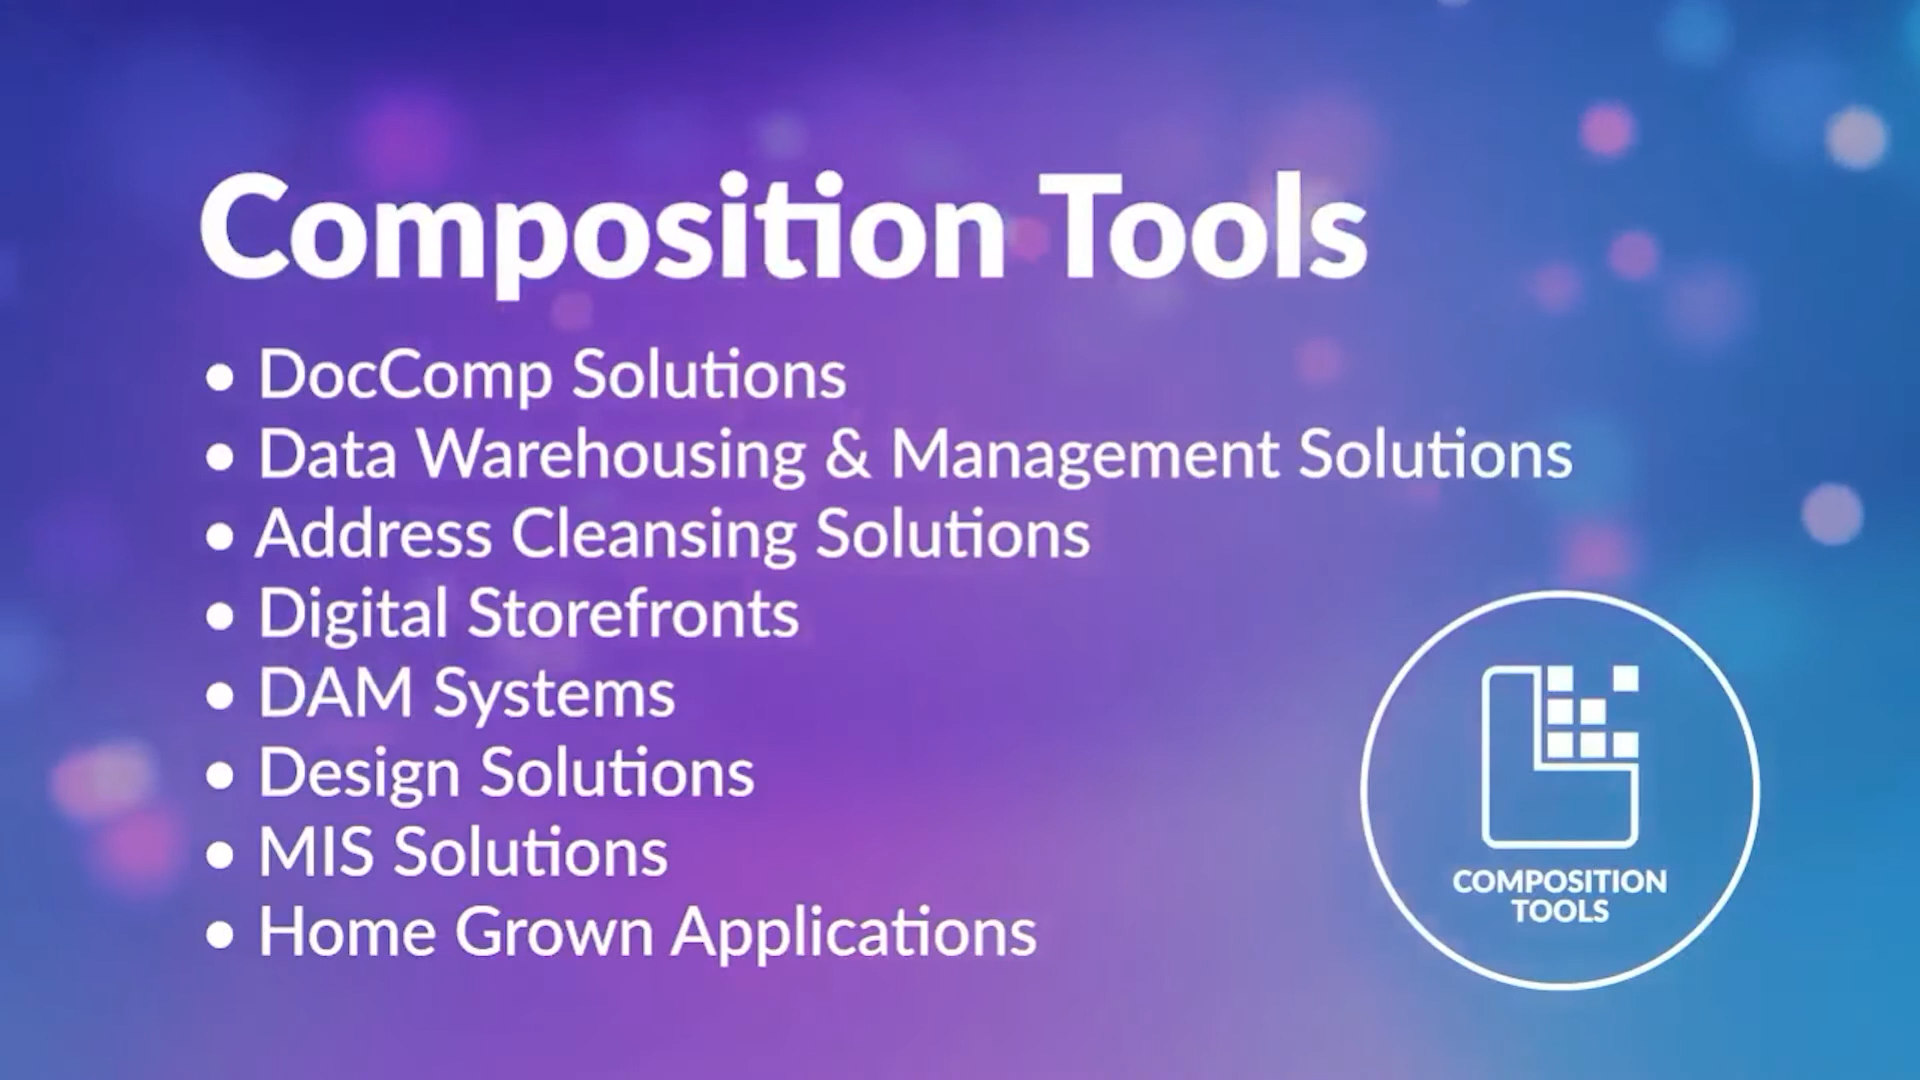 Composition Tools
• DocComp Solutions
• Data Warehousing & Management Solutions
• Address Cleansing Solutions
• Digital Storefronts
• DAM Systems
• Design Solutions
• MIS Solutions
• Home Grown Applications
COMPOSITION
TOOLS